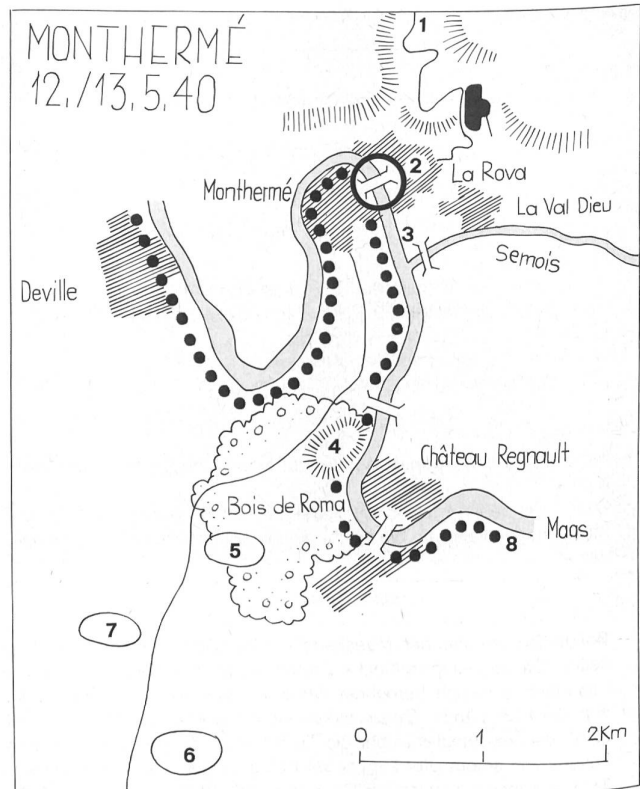 MONTHERMÉ
12./13.5.40
1
2
La Rova
Monthermé
La Val Dieu
3
Semois
Deville
4
Château Regnault
Bois de Roma
Maas
8
5
7
6
0 1 2Km